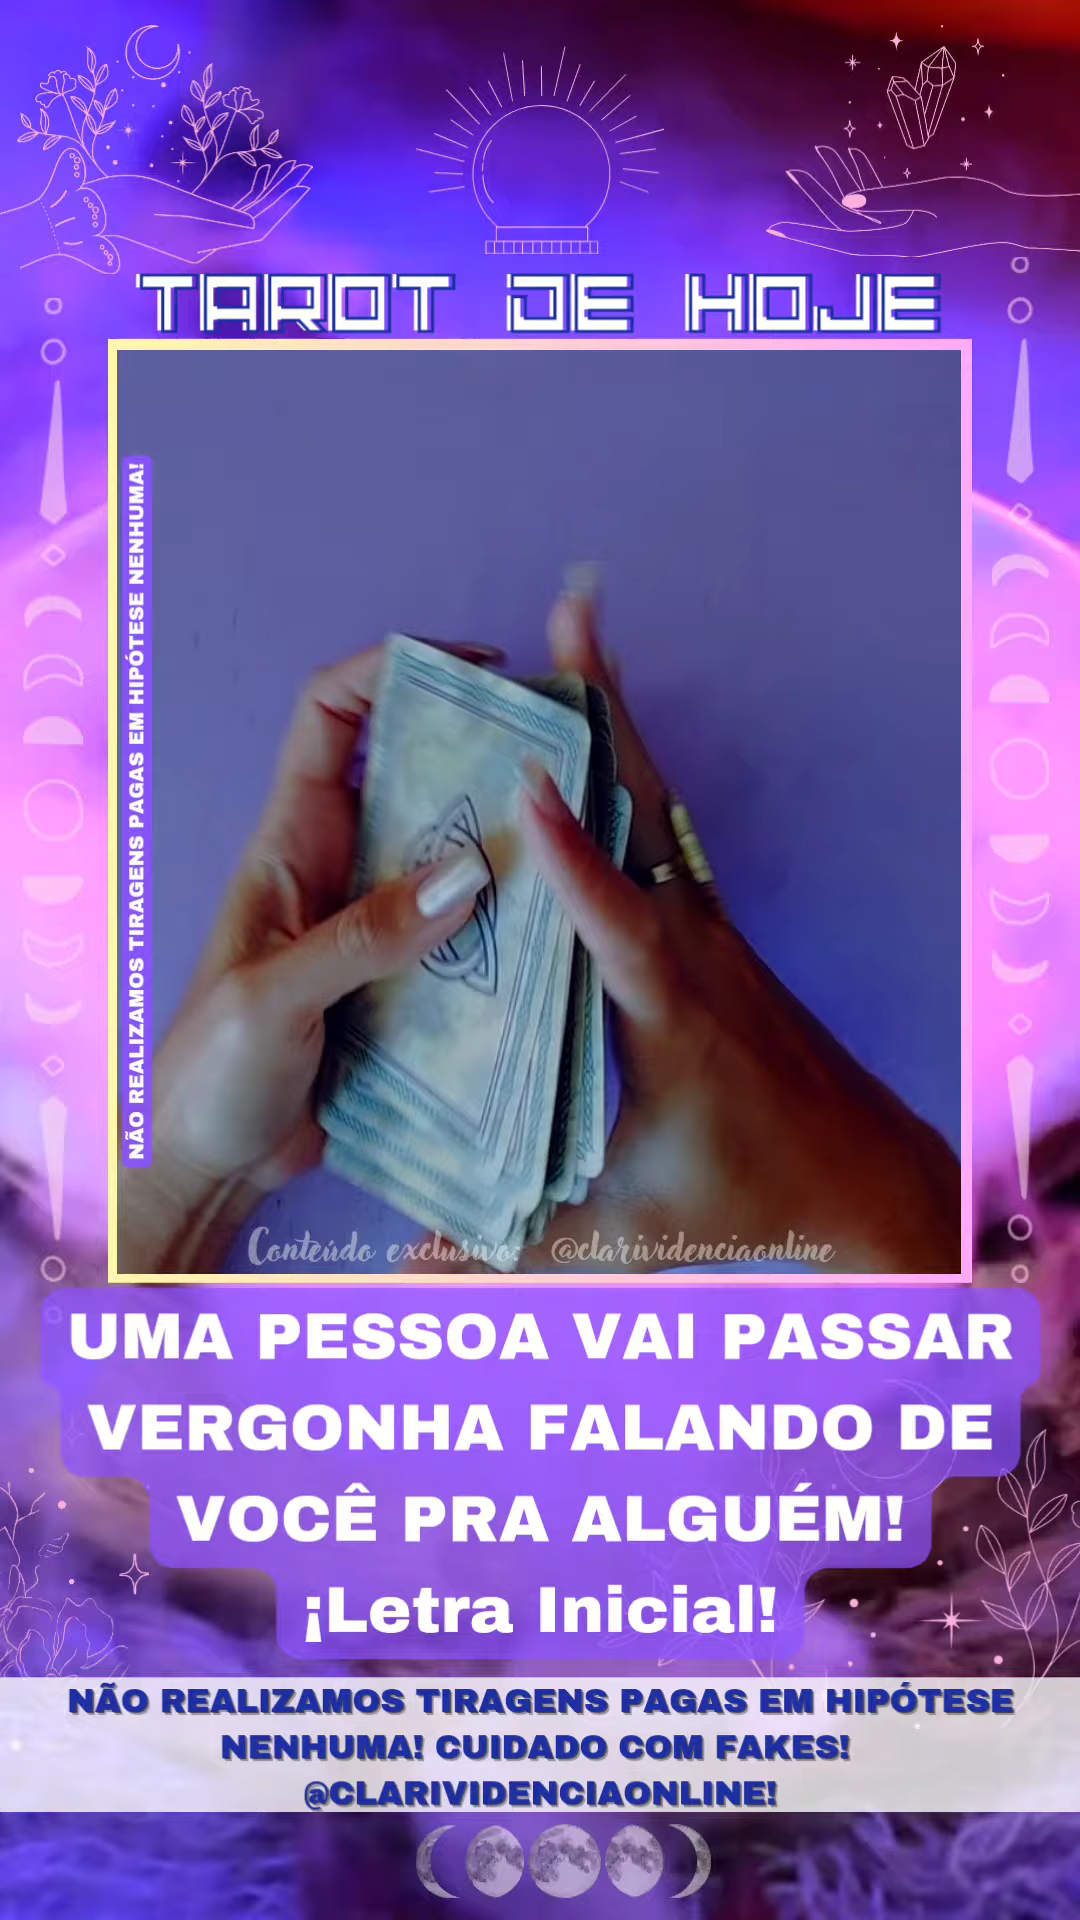 TAROT DE HOJE
NÃO REALIZAMOS TIRAGENS PAGAS EM HIPÓTESE NENHUMA!
Conteúdo exclusivo: @clarividenciaonline
UMA PESSOA VAI PASSAR
VERGONHA FALANDO DE
VOCÊ PRA ALGUÉM!
¡Letra Inicial!
NÃO REALIZAMOS TIRAGENS PAGAS EM HIPÓTESE
NENHUMA! CUIDADO COM FAKES!
@CLARIVIDENCIAONLINE!